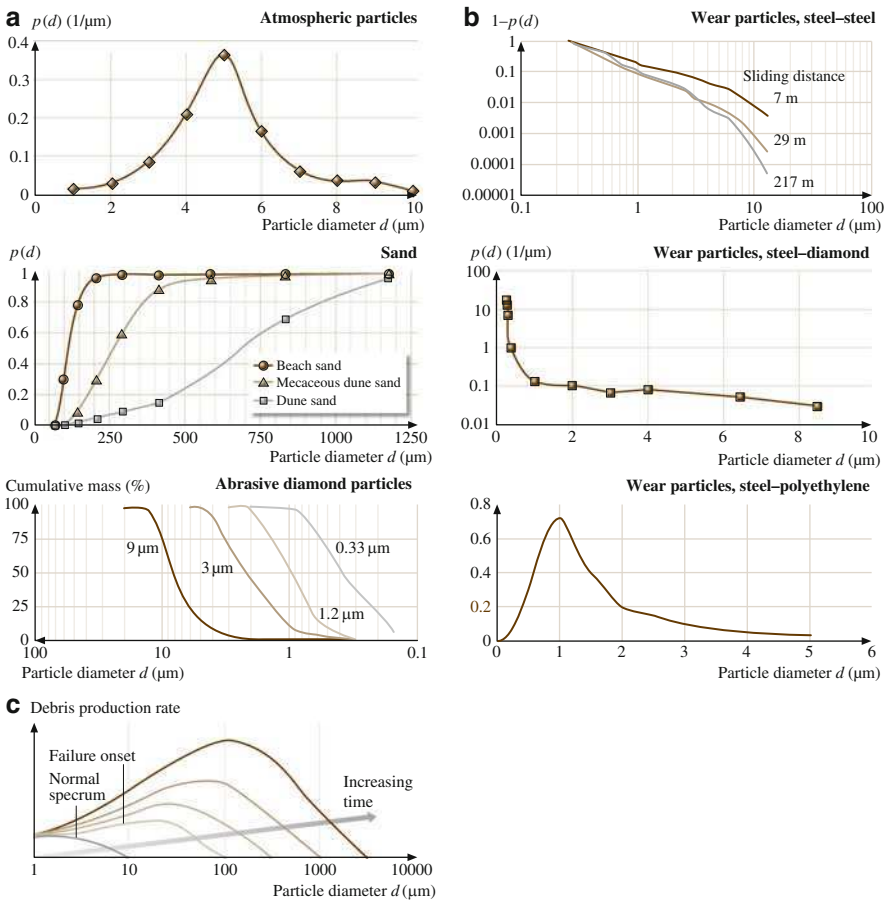 a
p(d) (1/µm)
Atmospheric particles
0.4
0.3
0.2
0.1
0
0 2 4 6 8 10
Particle diameter d (µm)
p(d)
Sand
1
0.8
0.6
0.4
0.2
0
Beach sand
Mecaceous dune sand
Dune sand
0 250 500 750 1000 1250
Particle diameter d (µm)
Cumulative mass (%)
Abrasive diamond particles
100
75
50
25
0
9 µm
3 µm
0.33 µm
1.2 µm
100 10 1 0.1
Particle diameter d (µm)
b
1–p(d)
Wear particles, steel–steel
1
0.1
0.01
0.001
0.0001
0.00001
Sliding distance
7 m
29 m
217 m
0.1 1 10 100
Particle diameter d (µm)
p(d) (1/µm)
Wear particles, steel–diamond
100
10
1
0.1
0.01
0 2 4 6 8 10
Particle diameter d (µm)
Wear particles, steel–polyethylene
0.8
0.6
0.4
0.2
0
0 1 2 3 4 5 6
Particle diameter d (µm)
c
Debris production rate
Failure onset
Normal
specrum
Increasing
time
1 10 100 1000 10000
Particle diameter d (µm)